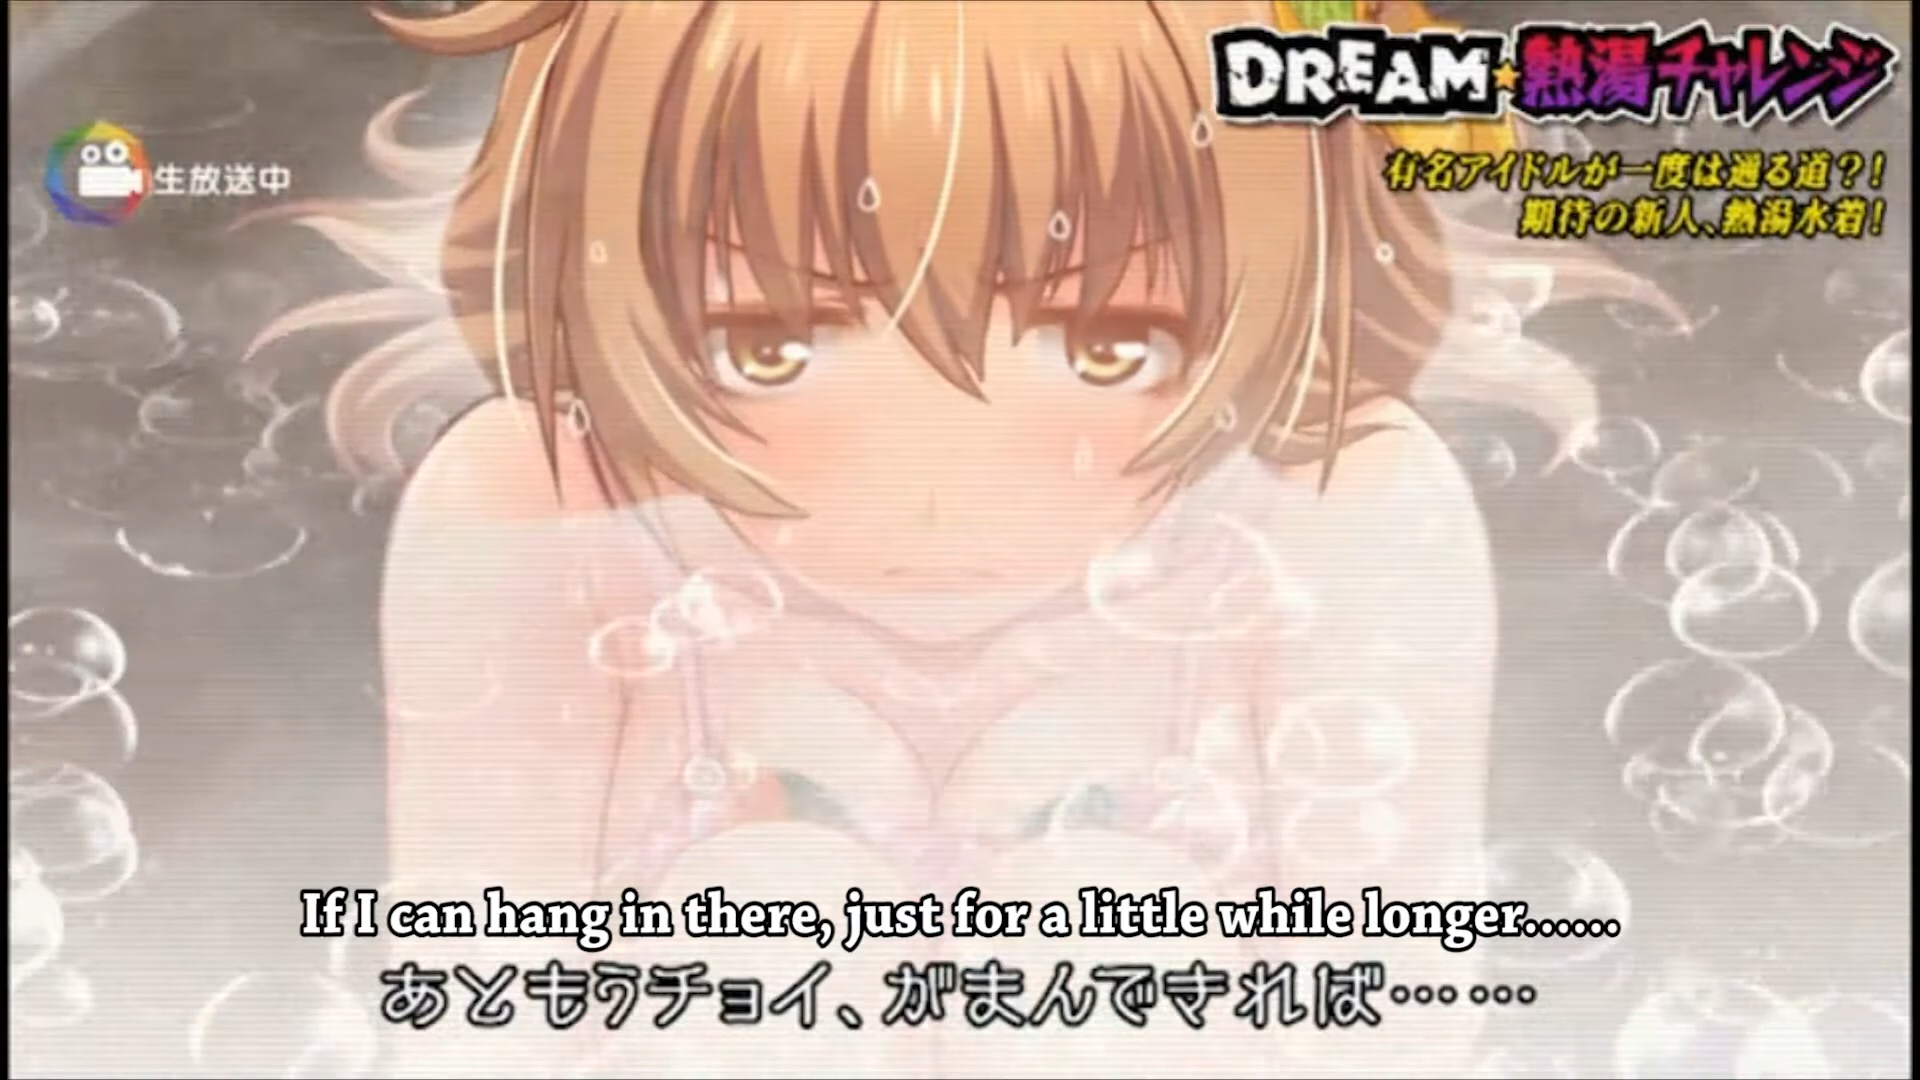 DREAM★熱湯チャレンジ
生放送中
有名アイドルが一度は通る道?!
期待の新人、熱湯水着!
If I can hang in there, just for a little while longer......
あともうチョイ、がまんできれば……